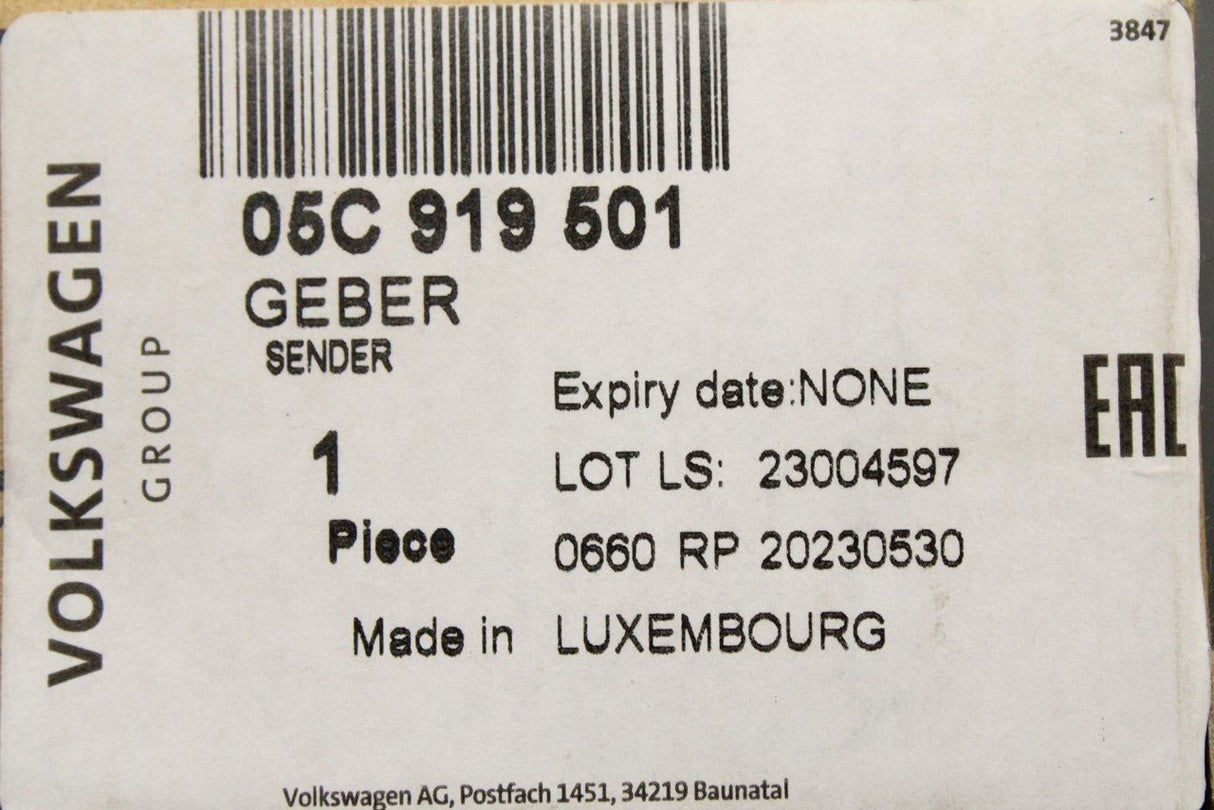 3847
VOLKSWAGEN
GROUP
05C 919 501
GEBER
SENDER
Expiry date:NONE
1
LOT LS: 23004597
Piece
0660 RP 20230530
Made in LUXEMBOURG
EAC
Volkswagen AG, Postfach 1451, 34219 Baunatal